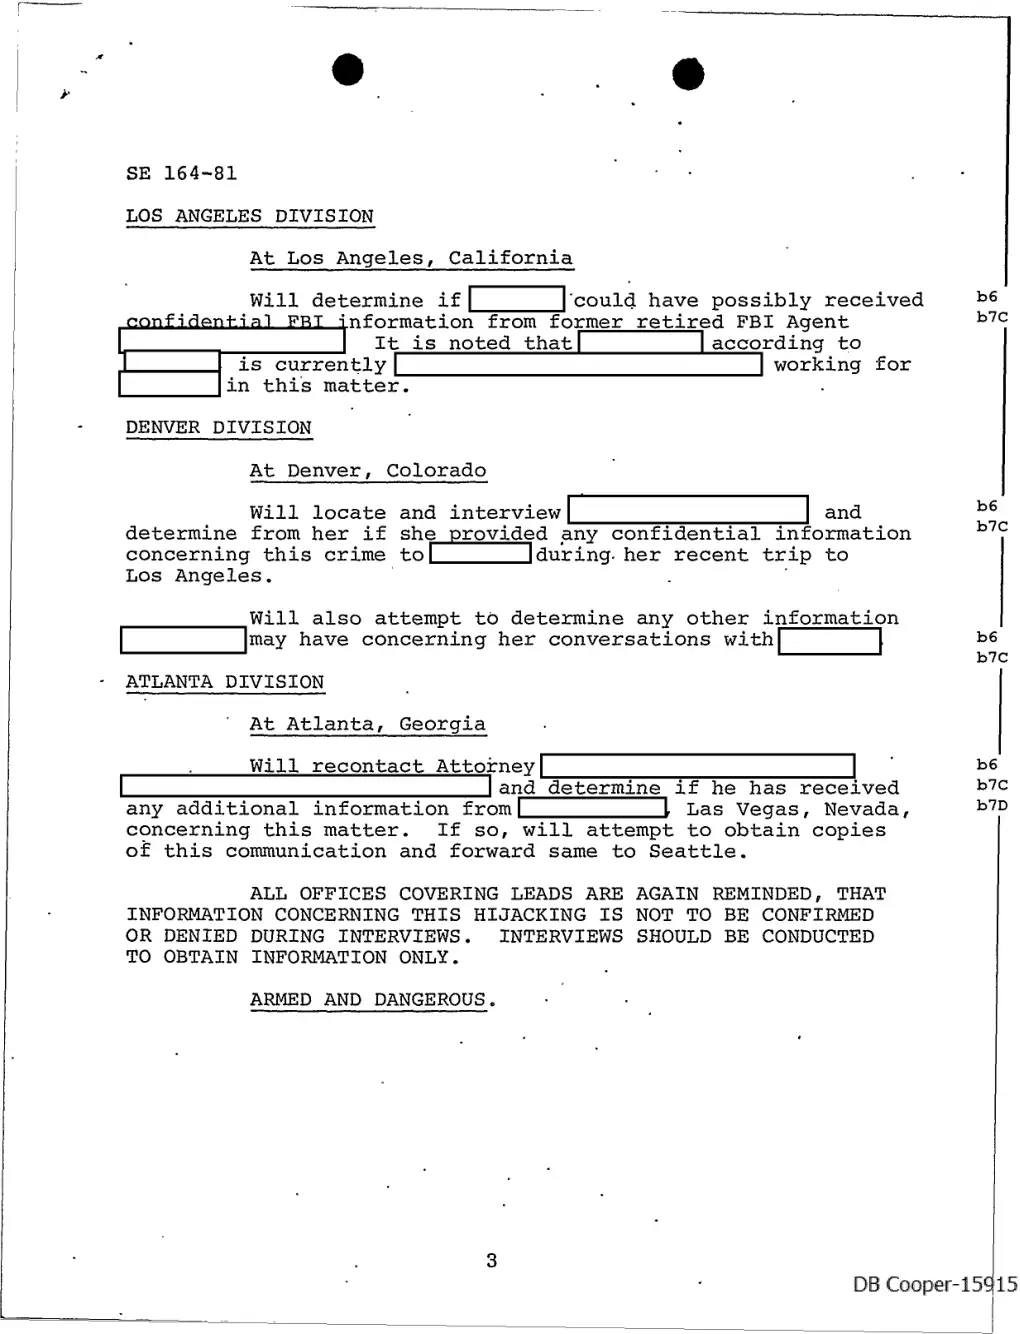 SE 164-81
LOS ANGELES DIVISION
At Los Angeles, California
Will determine if could have possibly received b6
confidential FBI information from former retired FBI Agent b7C
It is noted that according to
is currently working for
in this matter.
DENVER DIVISION
At Denver, Colorado
Will locate and interview and b6
determine from her if she provided any confidential information b7C
concerning this crime to during her recent trip to
Los Angeles.
Will also attempt to determine any other information
may have concerning her conversations with b6
b7C
ATLANTA DIVISION
At Atlanta, Georgia
Will recontact Attorney b6
and determine if he has received b7C
any additional information from , Las Vegas, Nevada, b7D
concerning this matter. If so, will attempt to obtain copies
of this communication and forward same to Seattle.
ALL OFFICES COVERING LEADS ARE AGAIN REMINDED, THAT
INFORMATION CONCERNING THIS HIJACKING IS NOT TO BE CONFIRMED
OR DENIED DURING INTERVIEWS. INTERVIEWS SHOULD BE CONDUCTED
TO OBTAIN INFORMATION ONLY.
ARMED AND DANGEROUS.
3
DB Cooper-15915